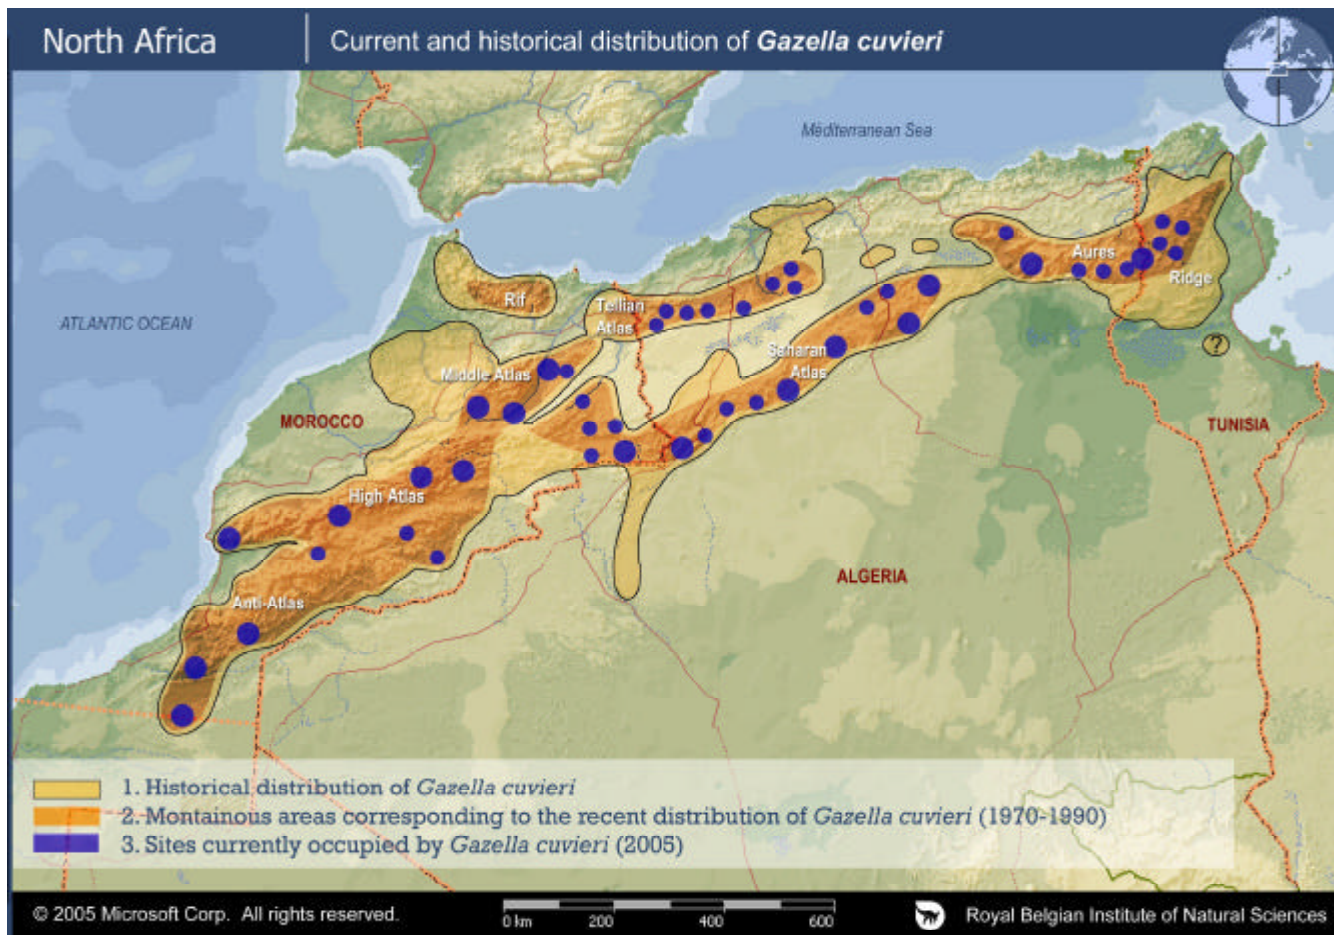 North Africa
Current and historical distribution of Gazella cuvieri
Méditerranean Sea
ATLANTIC OCEAN
Rif
Tellian
Atlas
Aures
Ridge
?
Saharan
Atlas
Middle Atlas
MOROCCO
TUNISIA
High Atlas
ALGERIA
Anti-Atlas
1. Historical distribution of Gazella cuvieri
2. Montainous areas corresponding to the recent distribution of Gazella cuvieri (1970-1990)
3. Sites currently occupied by Gazella cuvieri (2005)
© 2005 Microsoft Corp. All rights reserved.
0 km 200 400 600
Royal Belgian Institute of Natural Sciences